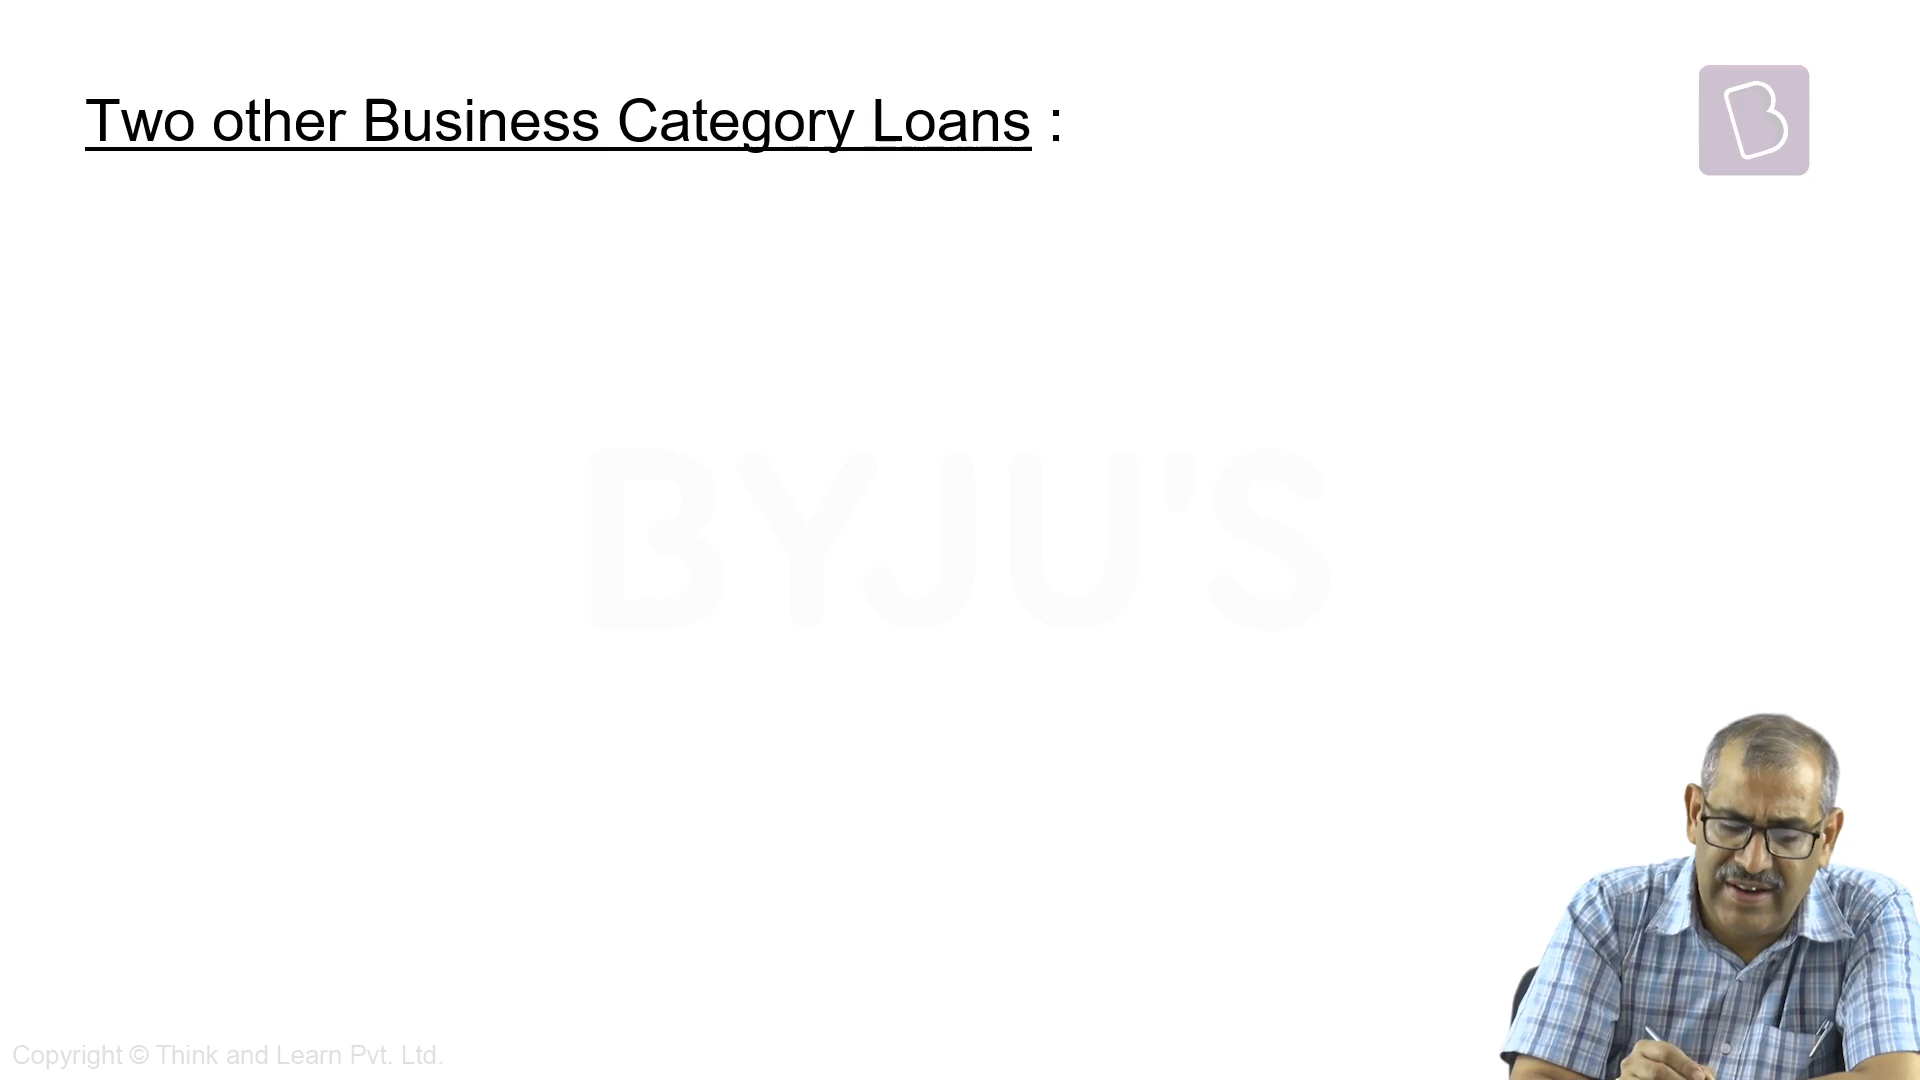 Two other Business Category Loans :
B
BYJU'S
Copyright © Think and Learn Pvt. Ltd.